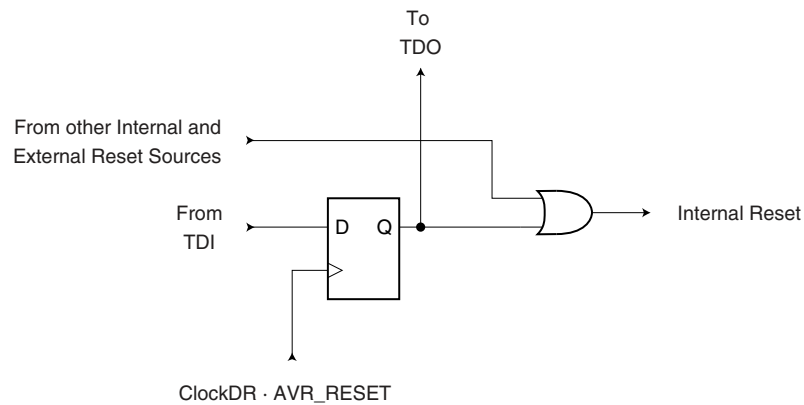 To
TDO
From other Internal and
External Reset Sources
From
TDI
D Q
Internal Reset
ClockDR · AVR_RESET